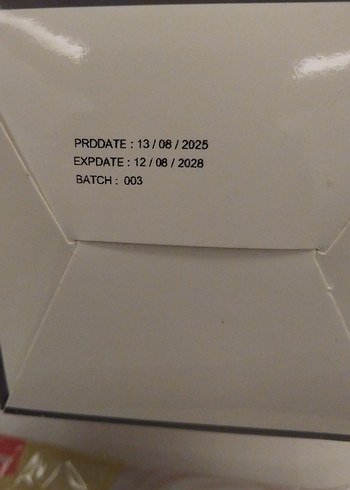 PRDDATE : 13 / 08 / 2025
EXPDATE : 12 / 08 / 2028
BATCH : 003